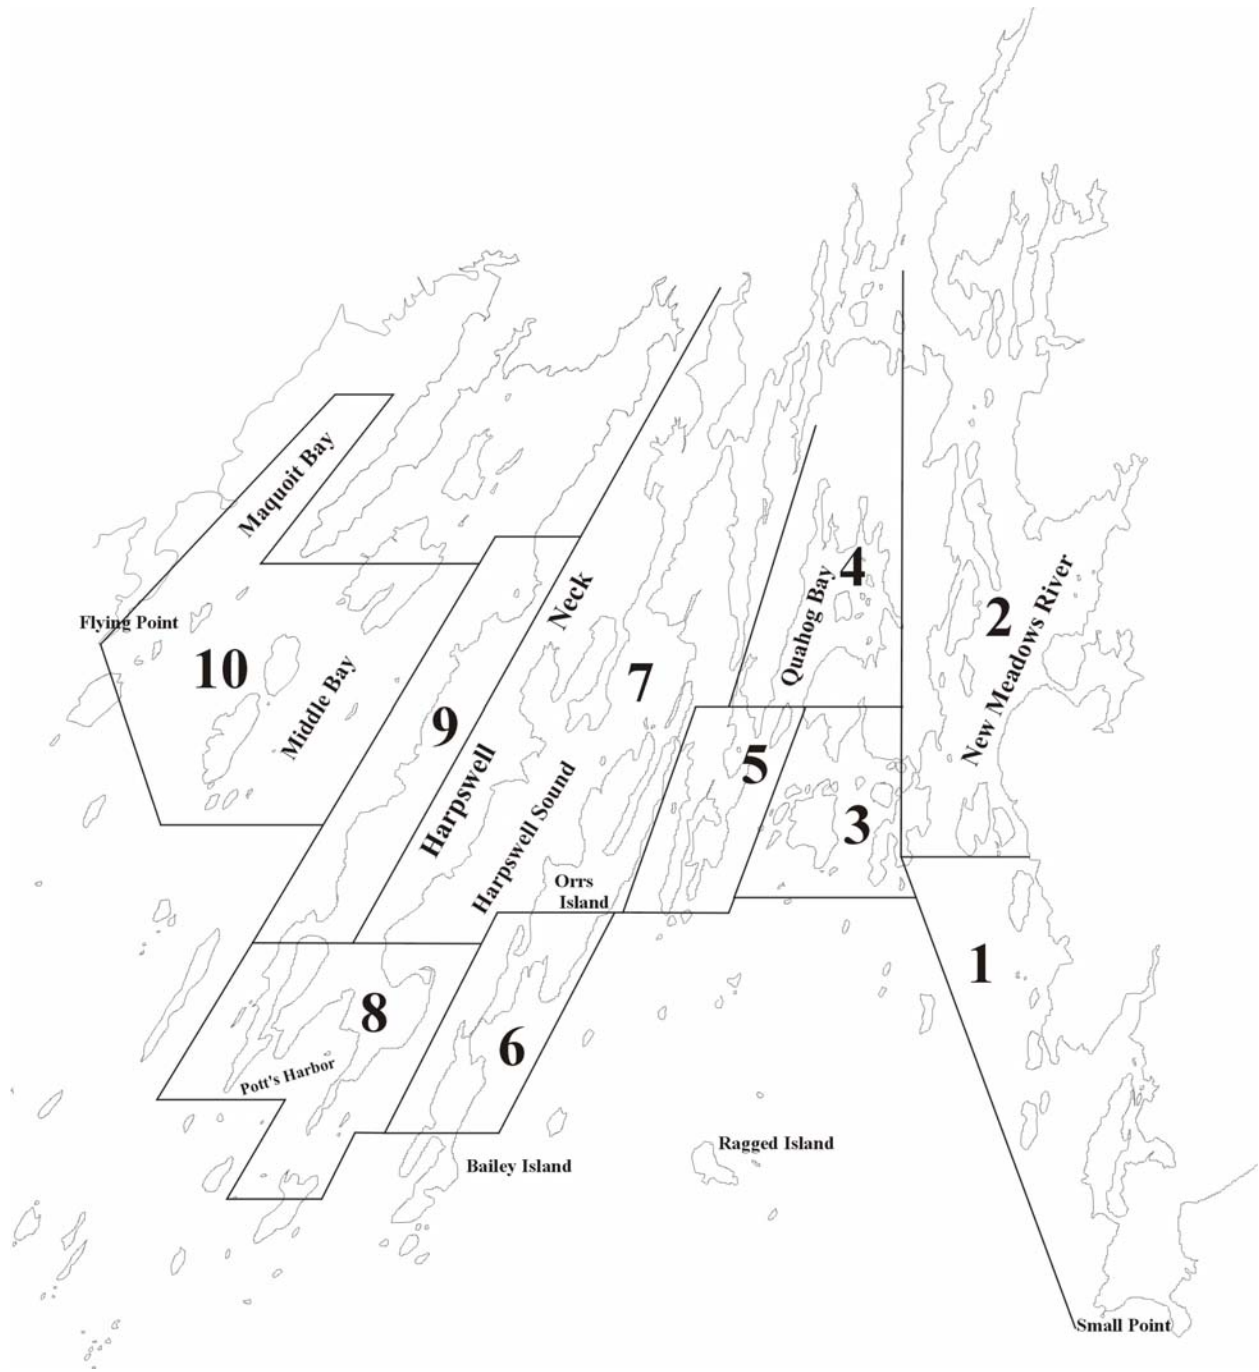 Maquoit Bay
4
Neck
Quahog Bay
2
Flying Point
10
7
New Meadows River
Middle Bay
9
5
Harpswell
3
Harpswell Sound
Orrs
Island
1
8
6
Pott's Harbor
Ragged Island
Bailey Island
Small Point